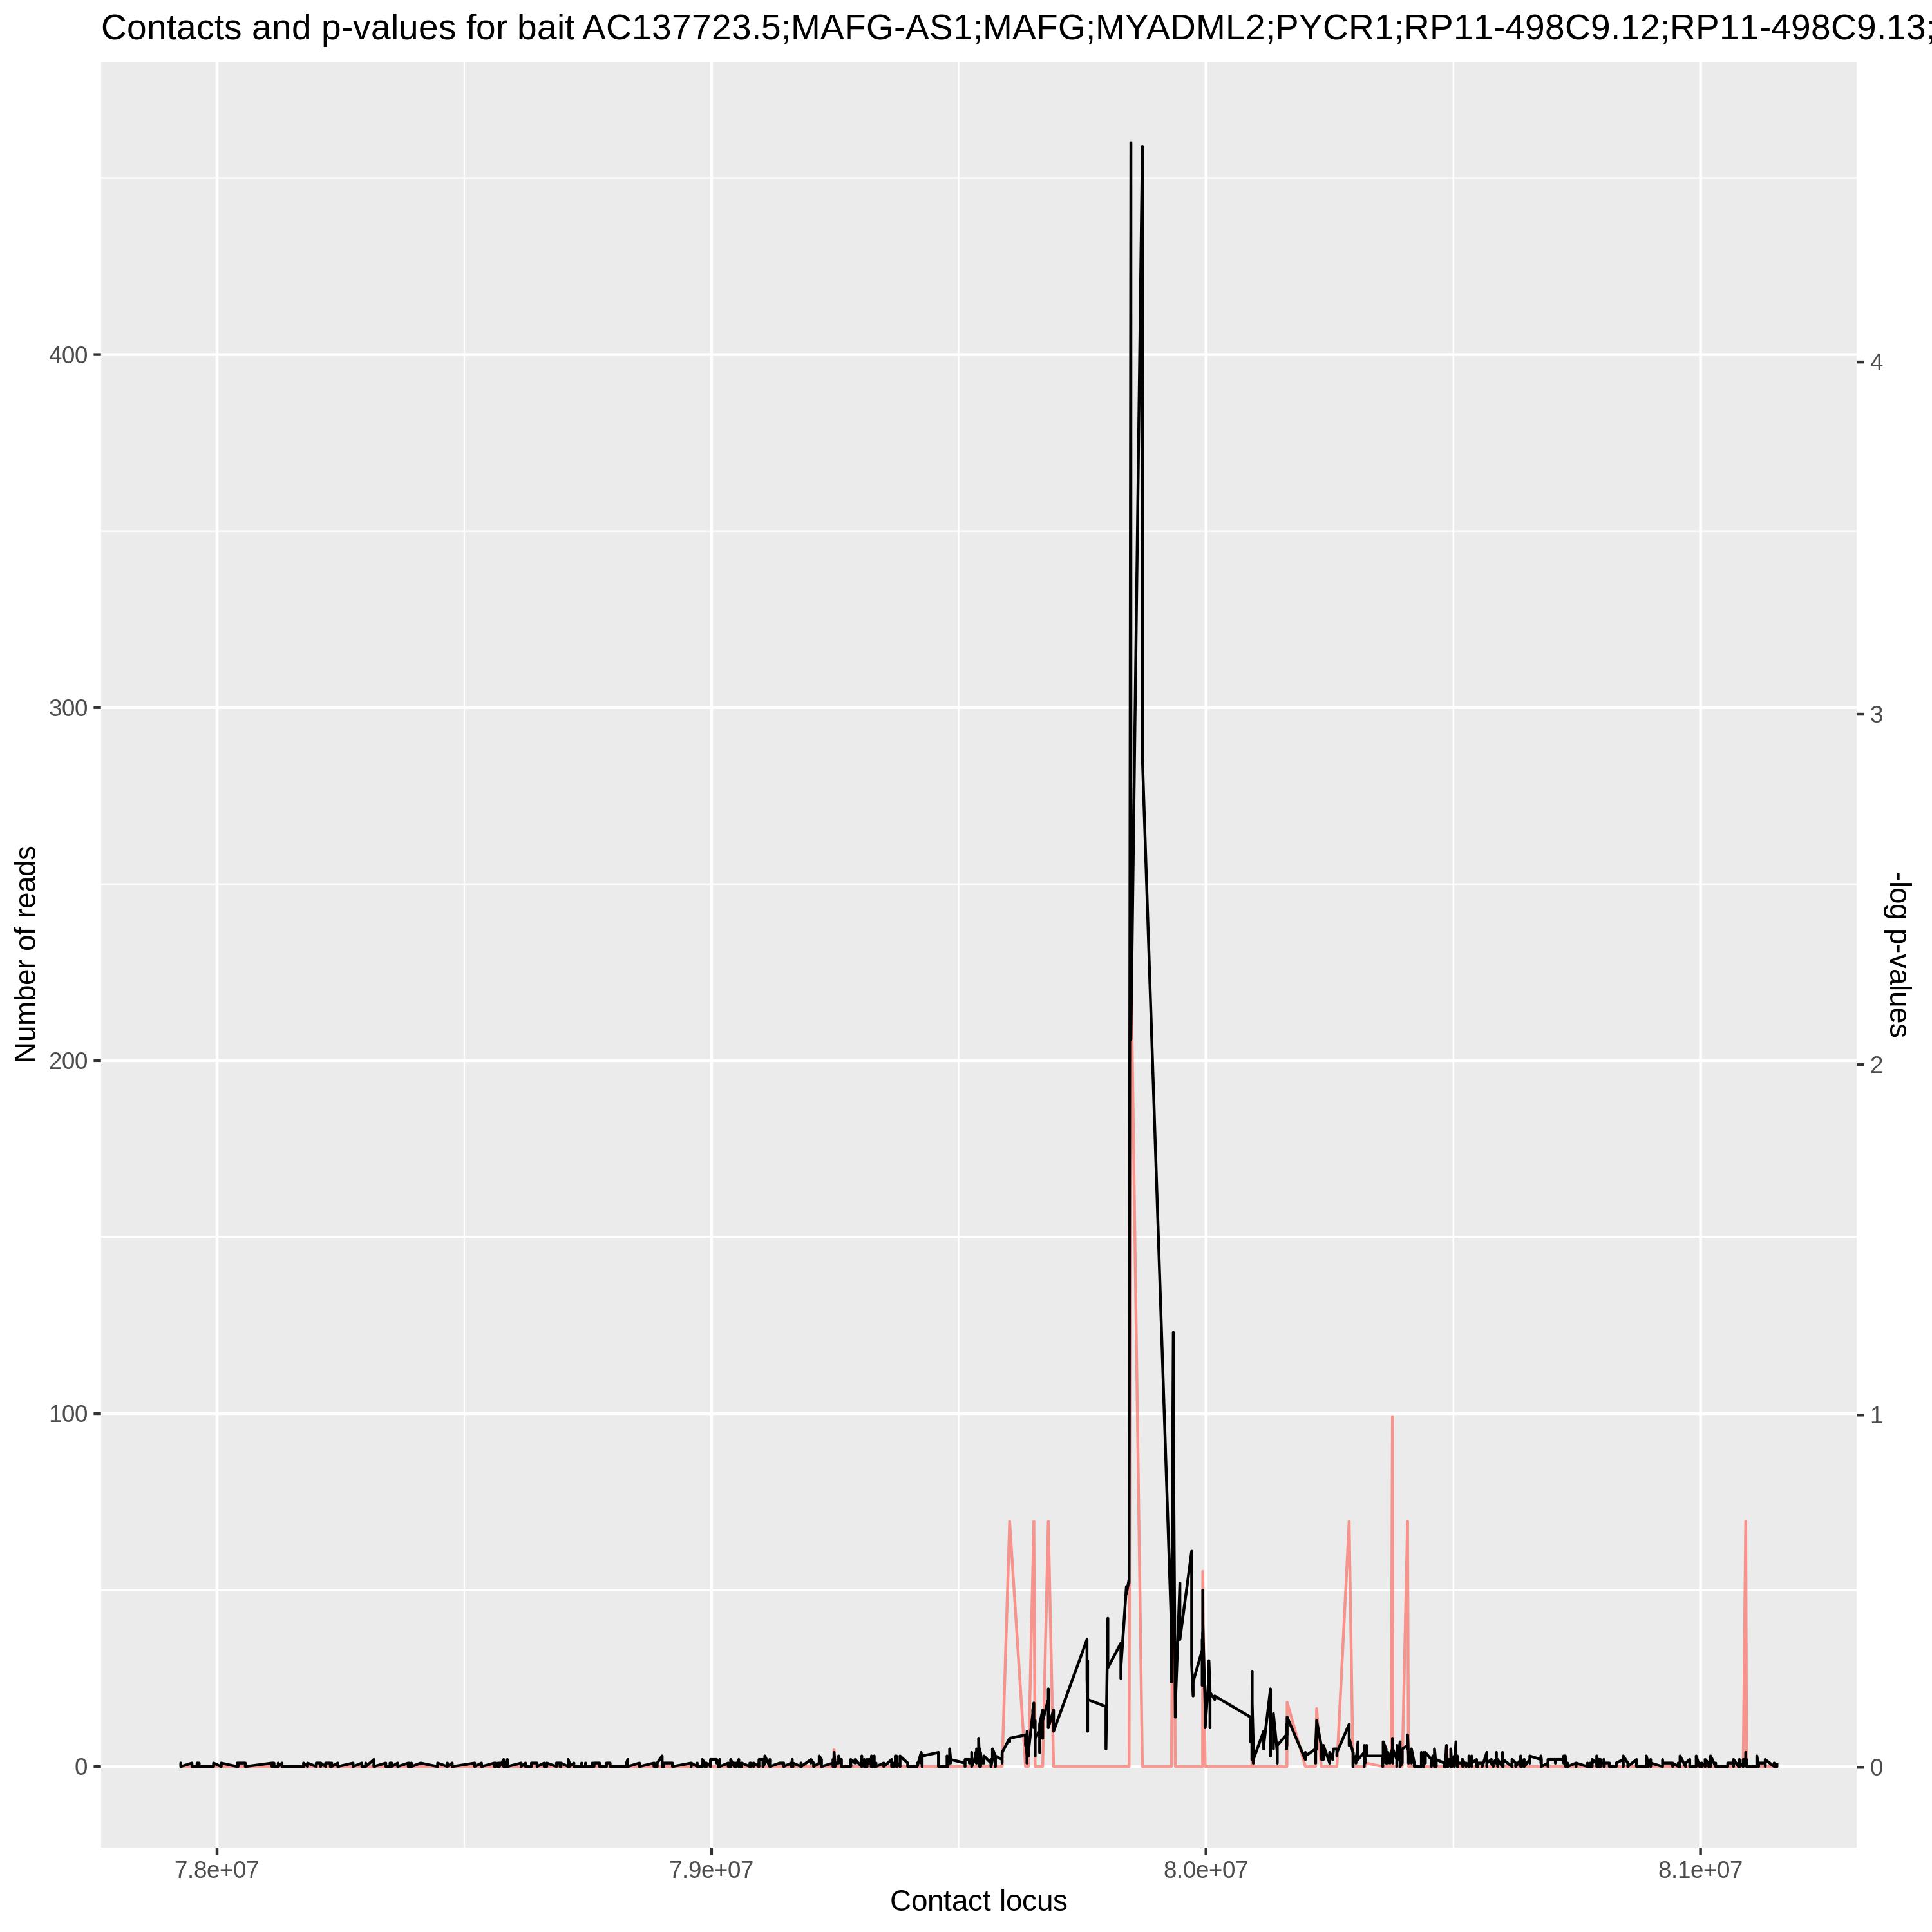 Contacts and p-values for bait AC137723.5;MAFG-AS1;MAFG;MYADML2;PYCR1;RP11-498C9.12;RP11-498C9.13;
Number of reads
400
300
200
100
0
4
3
2
1
0
-log p-values
7.8e+07 7.9e+07 8.0e+07 8.1e+07
Contact locus